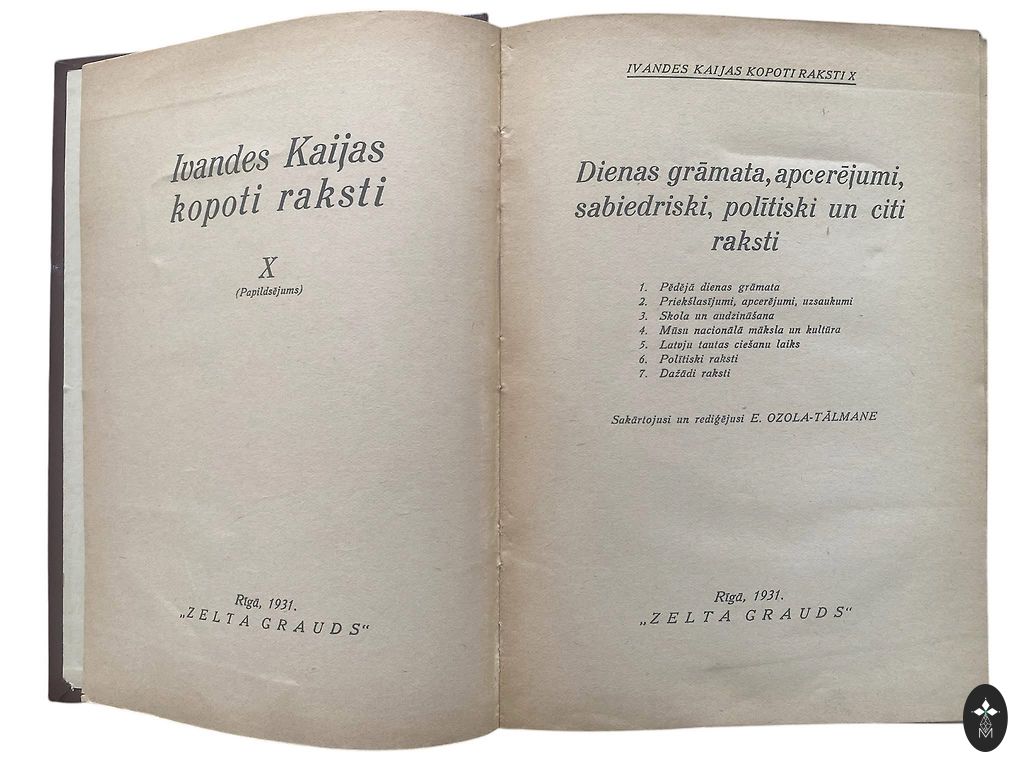 Ivandes Kaijas
kopoti raksti
X
(Papildsējums)
Rīgā, 1931.
„ZELTA GRAUDS“
IVANDES KAIJAS KOPOTI RAKSTI X
Dienas grāmata, apcerējumi,
sabiedriski, polītiski un citi
raksti
1. Pēdējā dienas grāmata
2. Priekšlasījumi, apcerējumi, uzsaukumi
3. Skola un audzināšana
4. Mūsu nacionālā māksla un kultūra
5. Latvju tautas ciešanu laiks
6. Polītiski raksti
7. Dažādi raksti
Sakārtojusi un rediģējusi E. OZOLA-TĀLMANE
Rīgā, 1931.
„ZELTA GRAUDS“
M